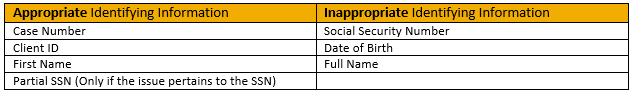 Appropriate Identifying Information Inappropriate Identifying Information
Case Number Social Security Number
Client ID Date of Birth
First Name Full Name
Partial SSN (Only if the issue pertains to the SSN)